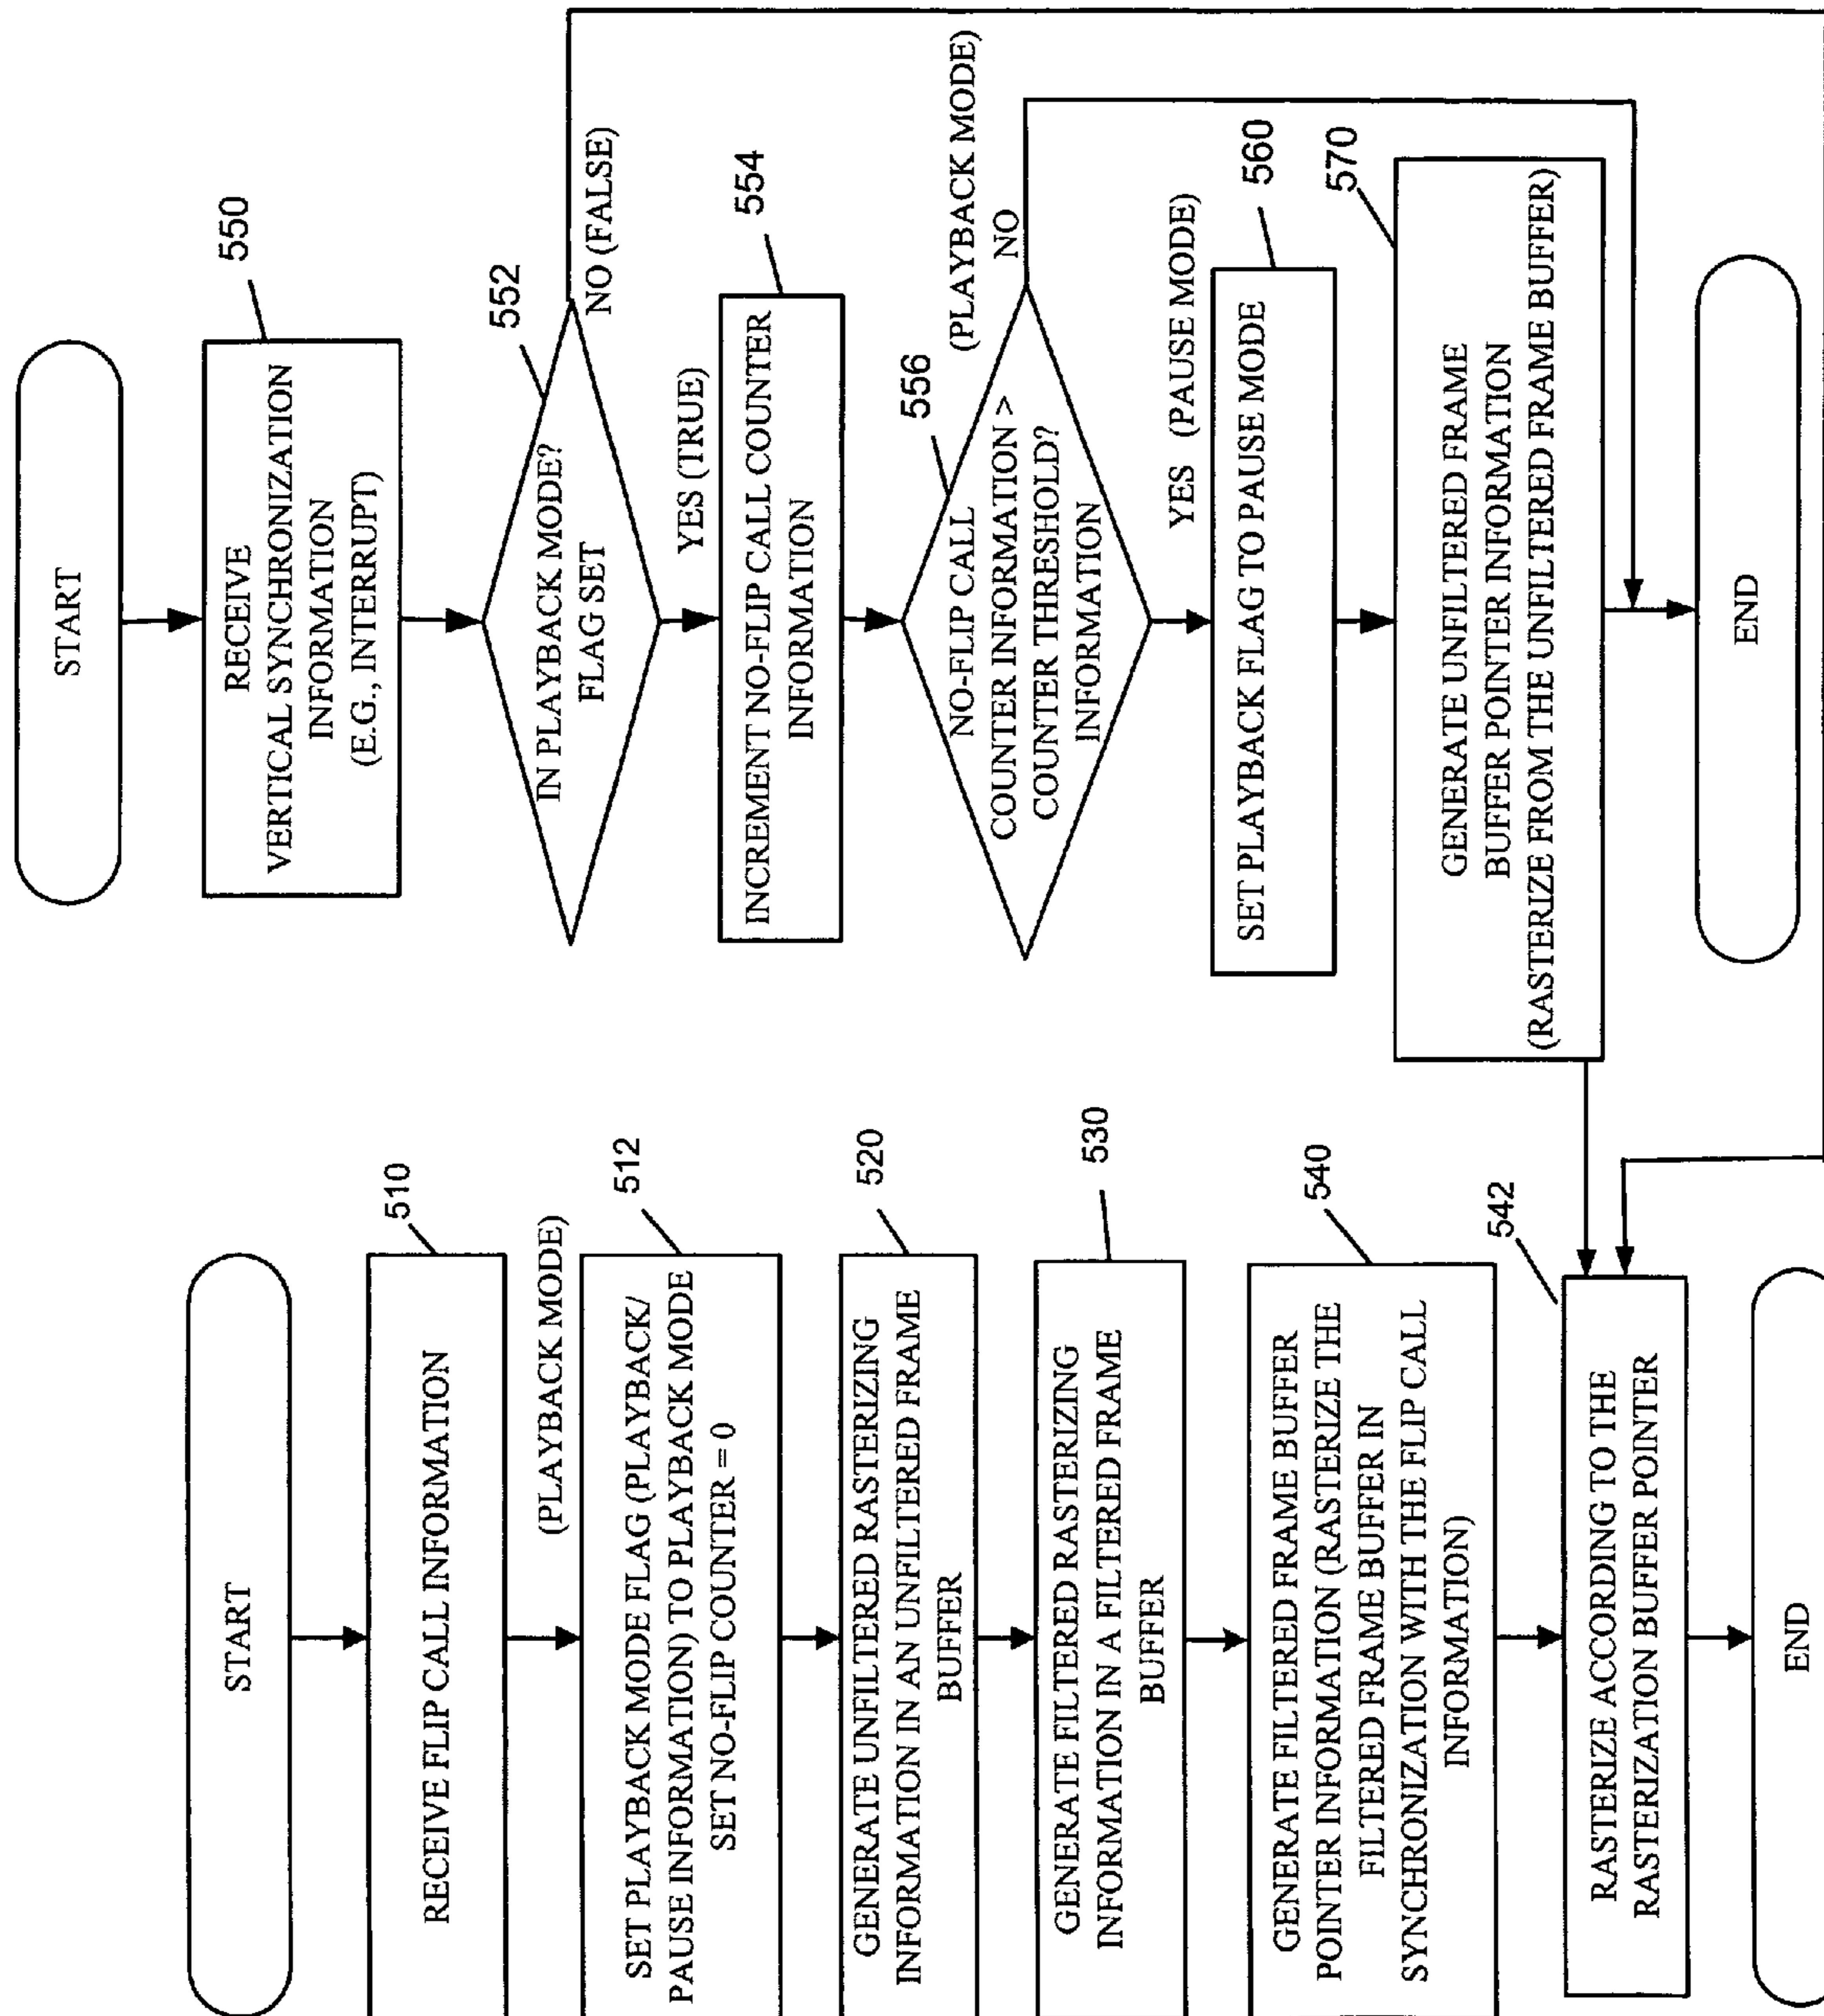 START
510
RECEIVE FLIP CALL INFORMATION
(PLAYBACK MODE)
512
SET PLAYBACK MODE FLAG (PLAYBACK/
PAUSE INFORMATION) TO PLAYBACK MODE
SET NO-FLIP COUNTER = 0
520
GENERATE UNFILTERED RASTERIZING
INFORMATION IN AN UNFILTERED FRAME
BUFFER
530
GENERATE FILTERED RASTERIZING
INFORMATION IN A FILTERED FRAME
BUFFER
540
GENERATE FILTERED FRAME BUFFER
POINTER INFORMATION (RASTERIZE THE
FILTERED FRAME BUFFER IN
SYNCHRONIZATION WITH THE FLIP CALL
INFORMATION)
542
RASTERIZE ACCORDING TO THE
RASTERIZATION BUFFER POINTER
END
START
550
RECEIVE
VERTICAL SYNCHRONIZATION
INFORMATION
(E.G., INTERRUPT)
552
IN PLAYBACK MODE?
FLAG SET
NO (FALSE)
YES (TRUE)
554
INCREMENT NO-FLIP CALL COUNTER
INFORMATION
556
(PLAYBACK MODE)
NO-FLIP CALL
COUNTER INFORMATION >
COUNTER THRESHOLD?
INFORMATION
NO
YES (PAUSE MODE)
560
SET PLAYBACK FLAG TO PAUSE MODE
570
GENERATE UNFILTERED FRAME
BUFFER POINTER INFORMATION
(RASTERIZE FROM THE UNFILTERED FRAME BUFFER)
END